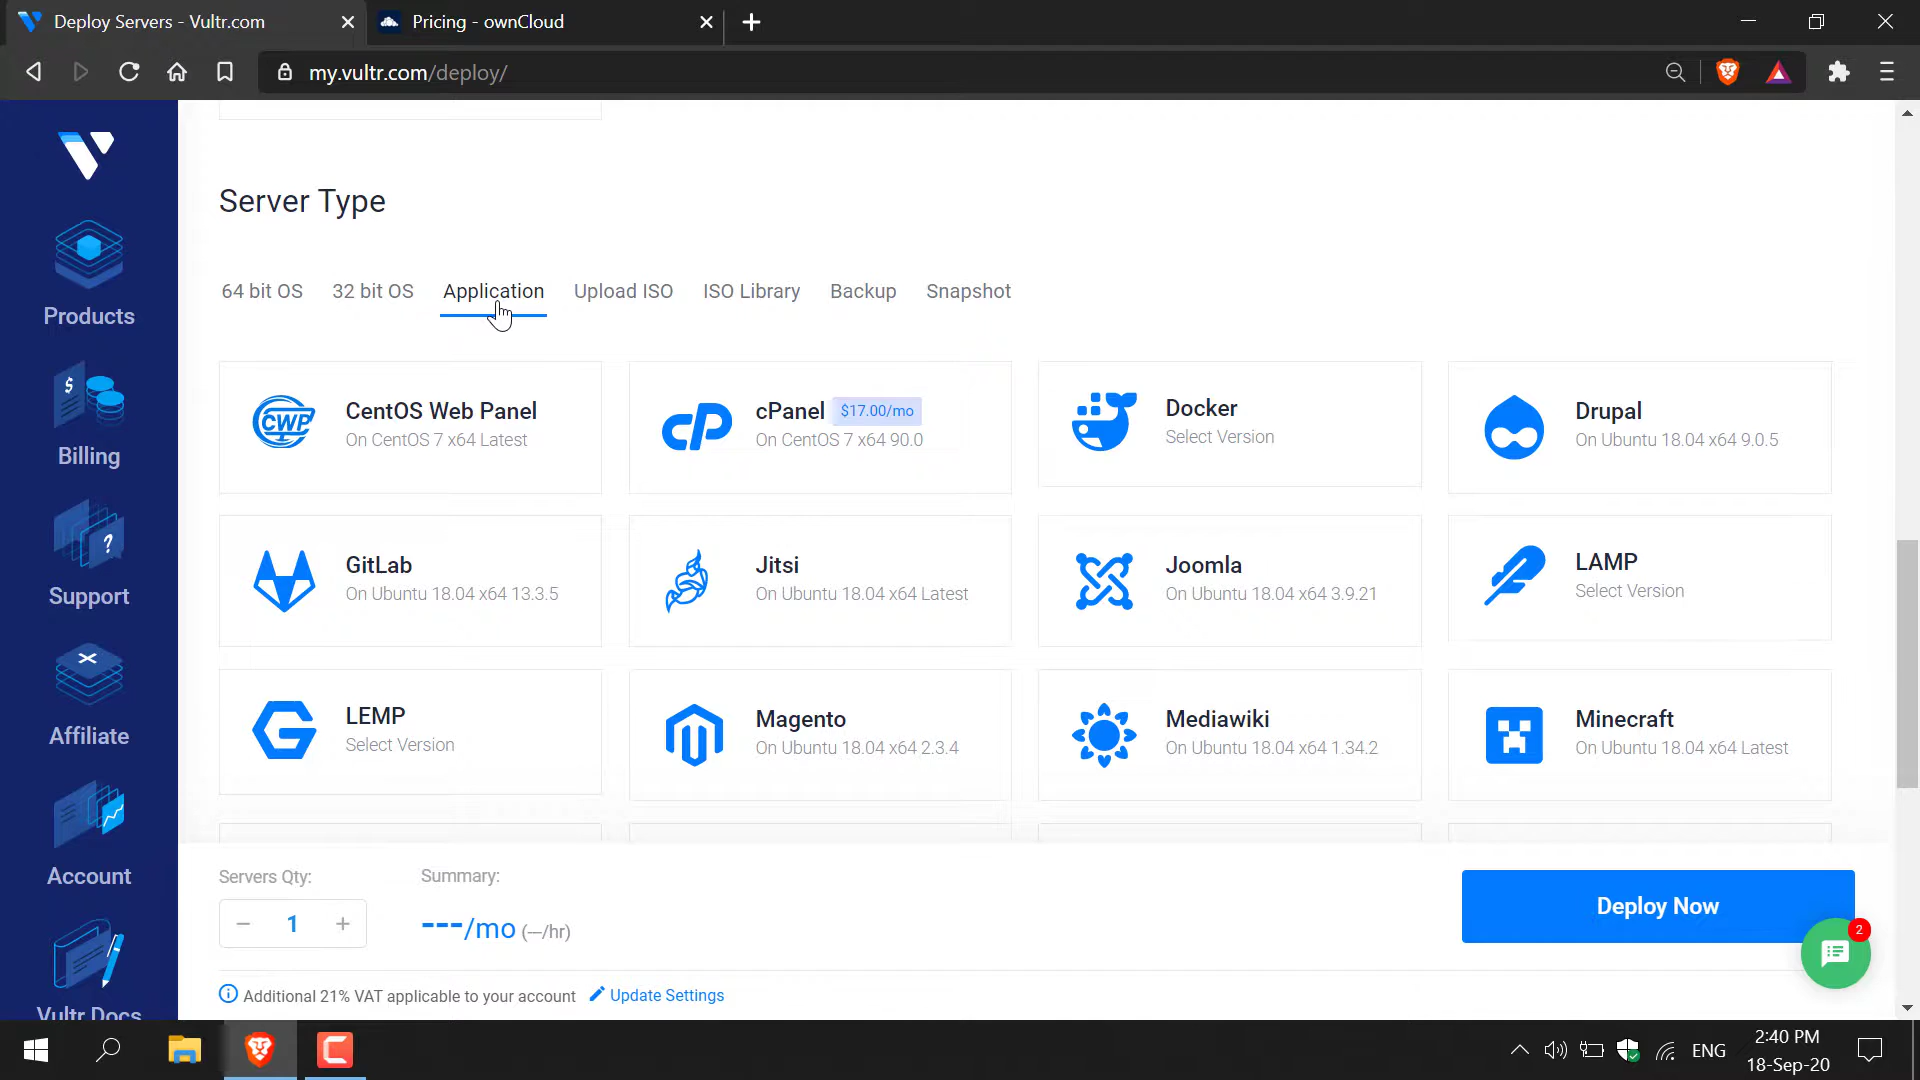 Deploy Servers - Vultr.com
Pricing - ownCloud
my.vultr.com/deploy/
Products
Billing
Support
Affiliate
Account
Vultr Docs
Server Type
64 bit OS
32 bit OS
Application
Upload ISO
ISO Library
Backup
Snapshot
CWP
CentOS Web Panel
On CentOS 7 x64 Latest
cPanel $17.00/mo
On CentOS 7 x64 90.0
Docker
Select Version
Drupal
On Ubuntu 18.04 x64 9.0.5
GitLab
On Ubuntu 18.04 x64 13.3.5
Jitsi
On Ubuntu 18.04 x64 Latest
Joomla
On Ubuntu 18.04 x64 3.9.21
LAMP
Select Version
LEMP
Select Version
Magento
On Ubuntu 18.04 x64 2.3.4
Mediawiki
On Ubuntu 18.04 x64 1.34.2
Minecraft
On Ubuntu 18.04 x64 Latest
Servers Qty:
1
Summary:
---/mo (---/hr)
Deploy Now
2
Additional 21% VAT applicable to your account
Update Settings
ENG
2:40 PM
18-Sep-20